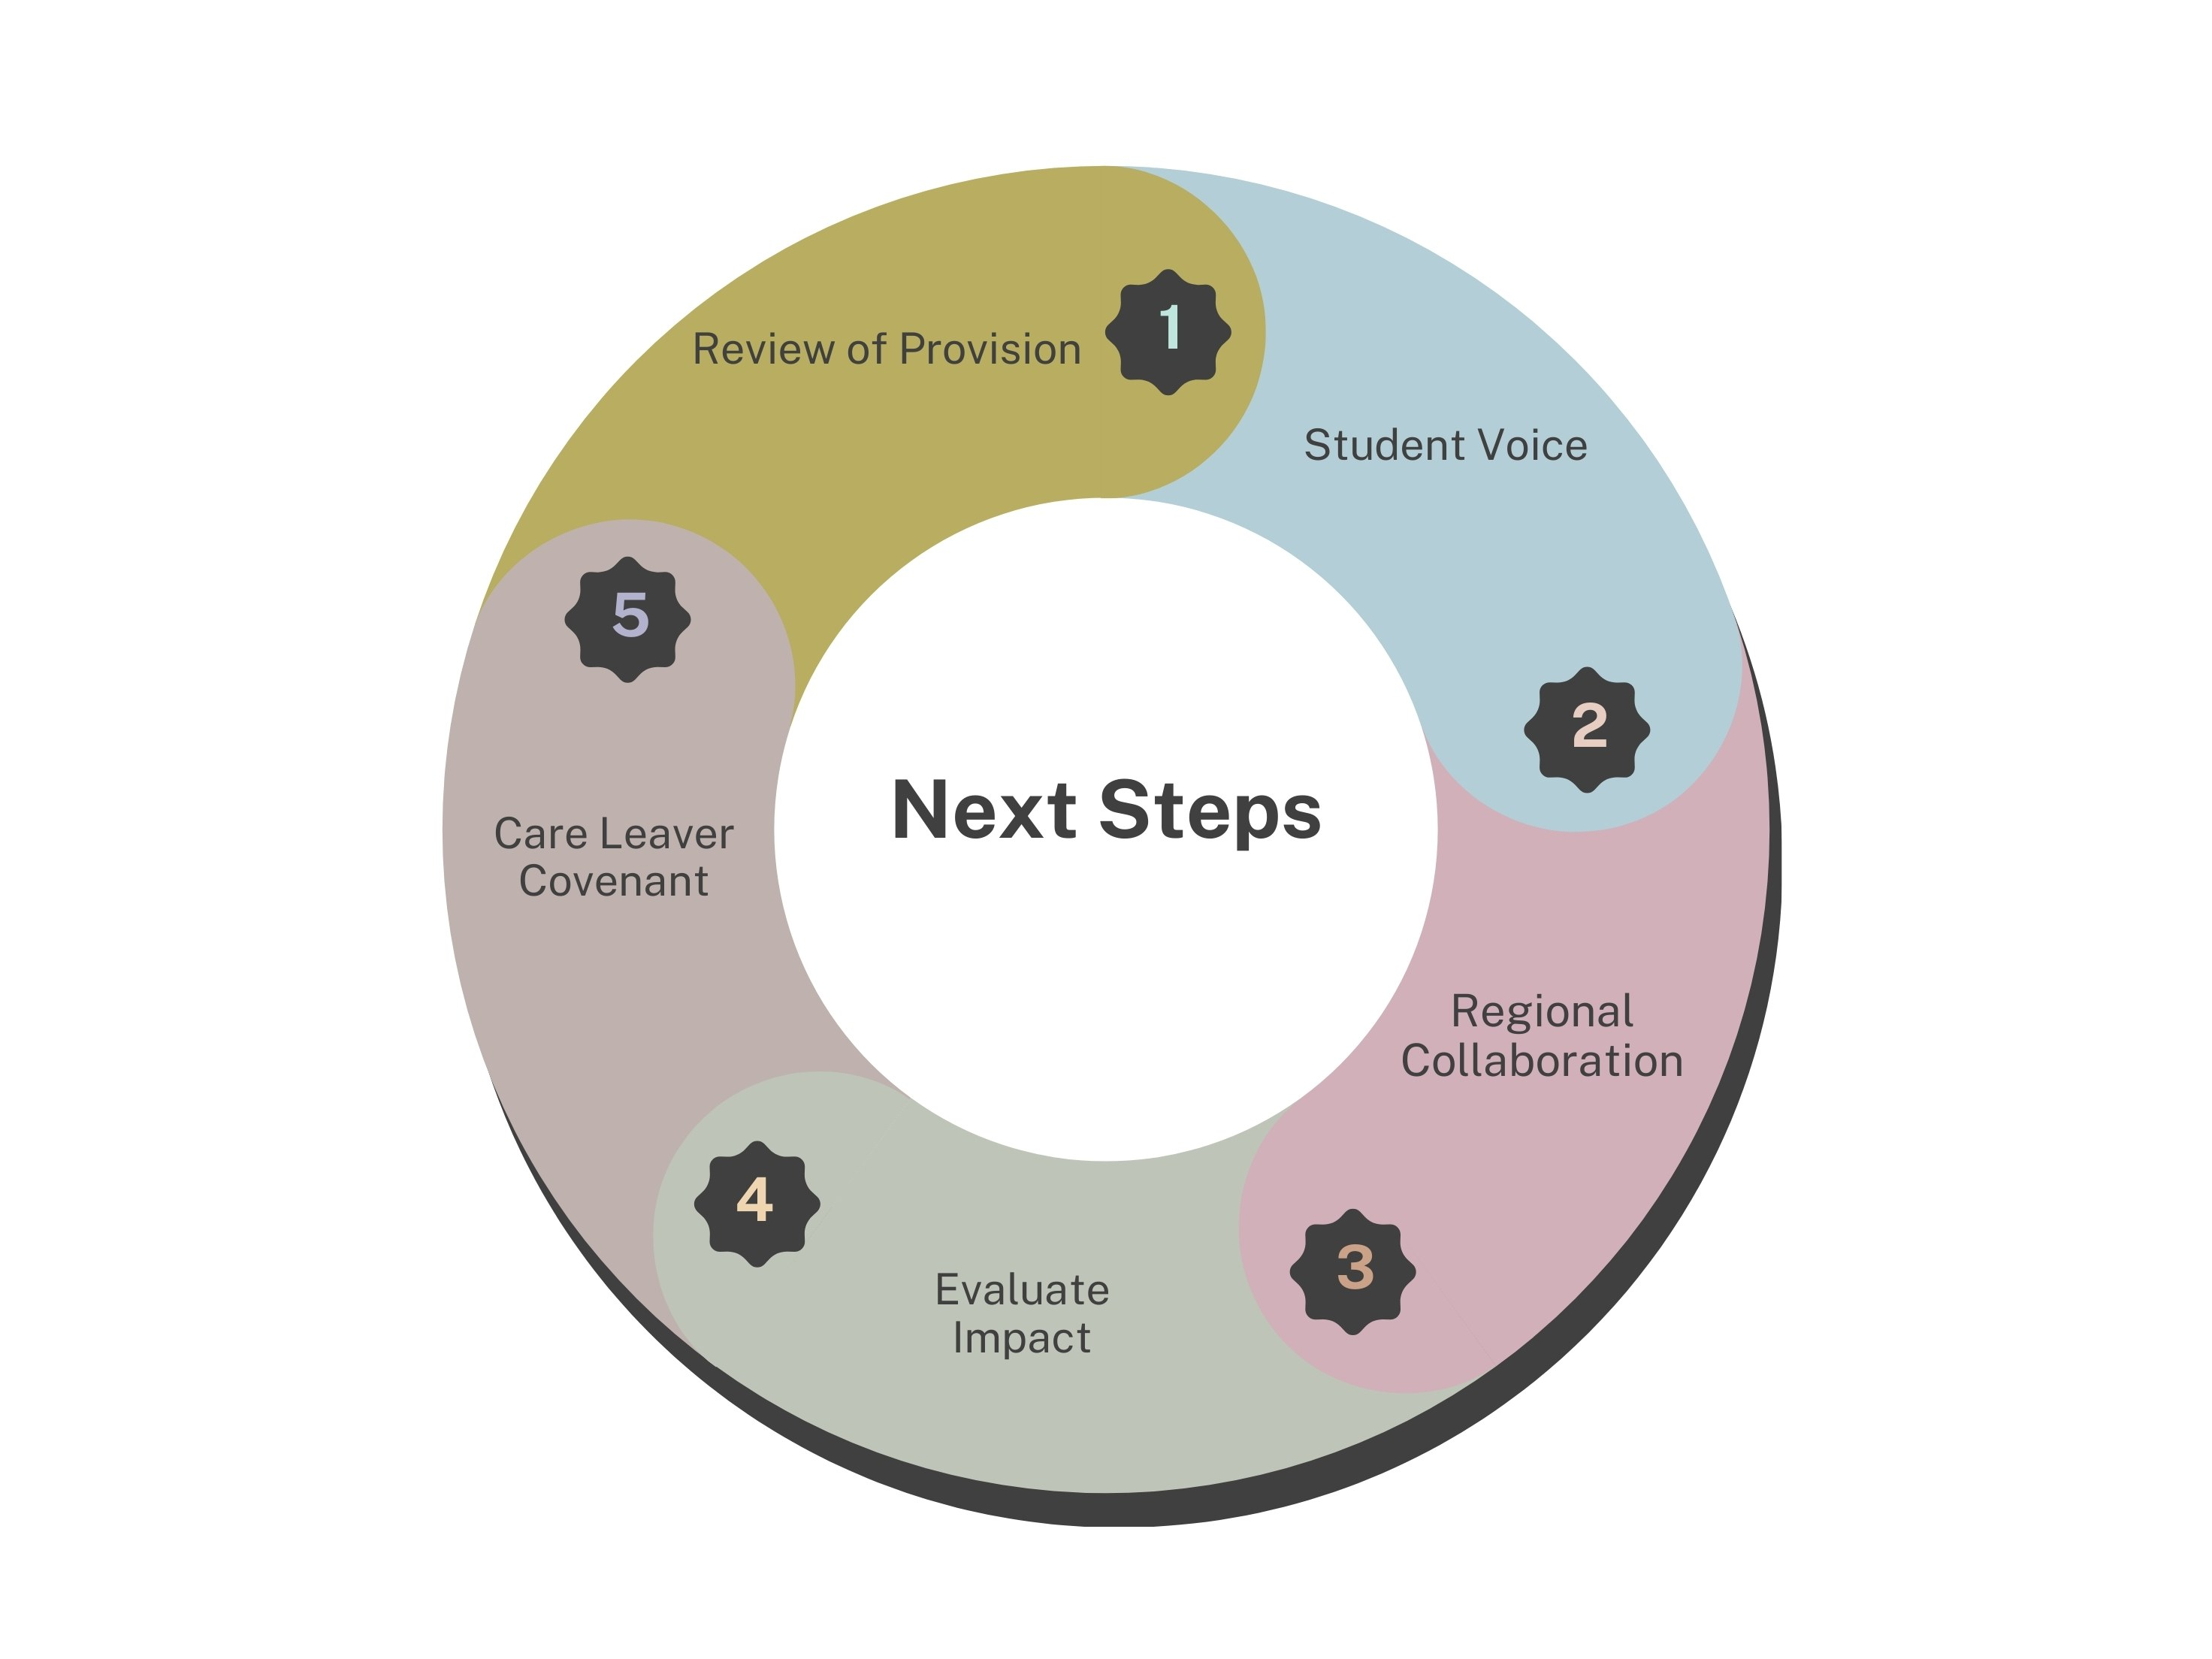 Next Steps
1
Review of Provision
2
Student Voice
3
Regional
Collaboration
4
Evaluate
Impact
5
Care Leaver
Covenant